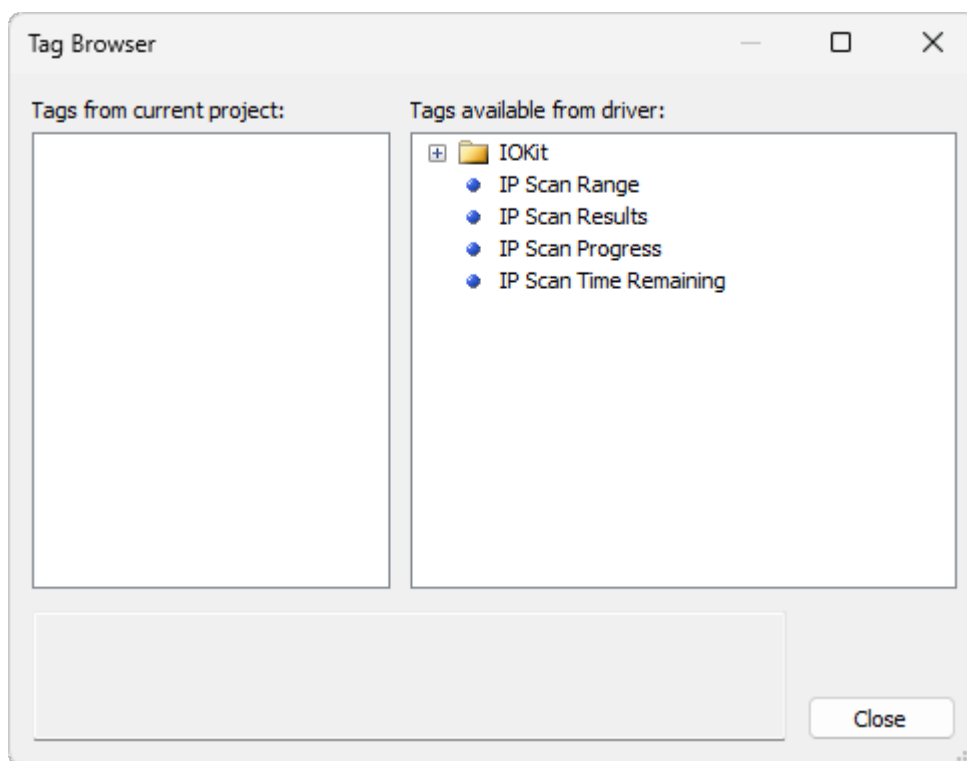 Tag Browser
Tags from current project:
Tags available from driver:
IOKit
IP Scan Range
IP Scan Results
IP Scan Progress
IP Scan Time Remaining
Close